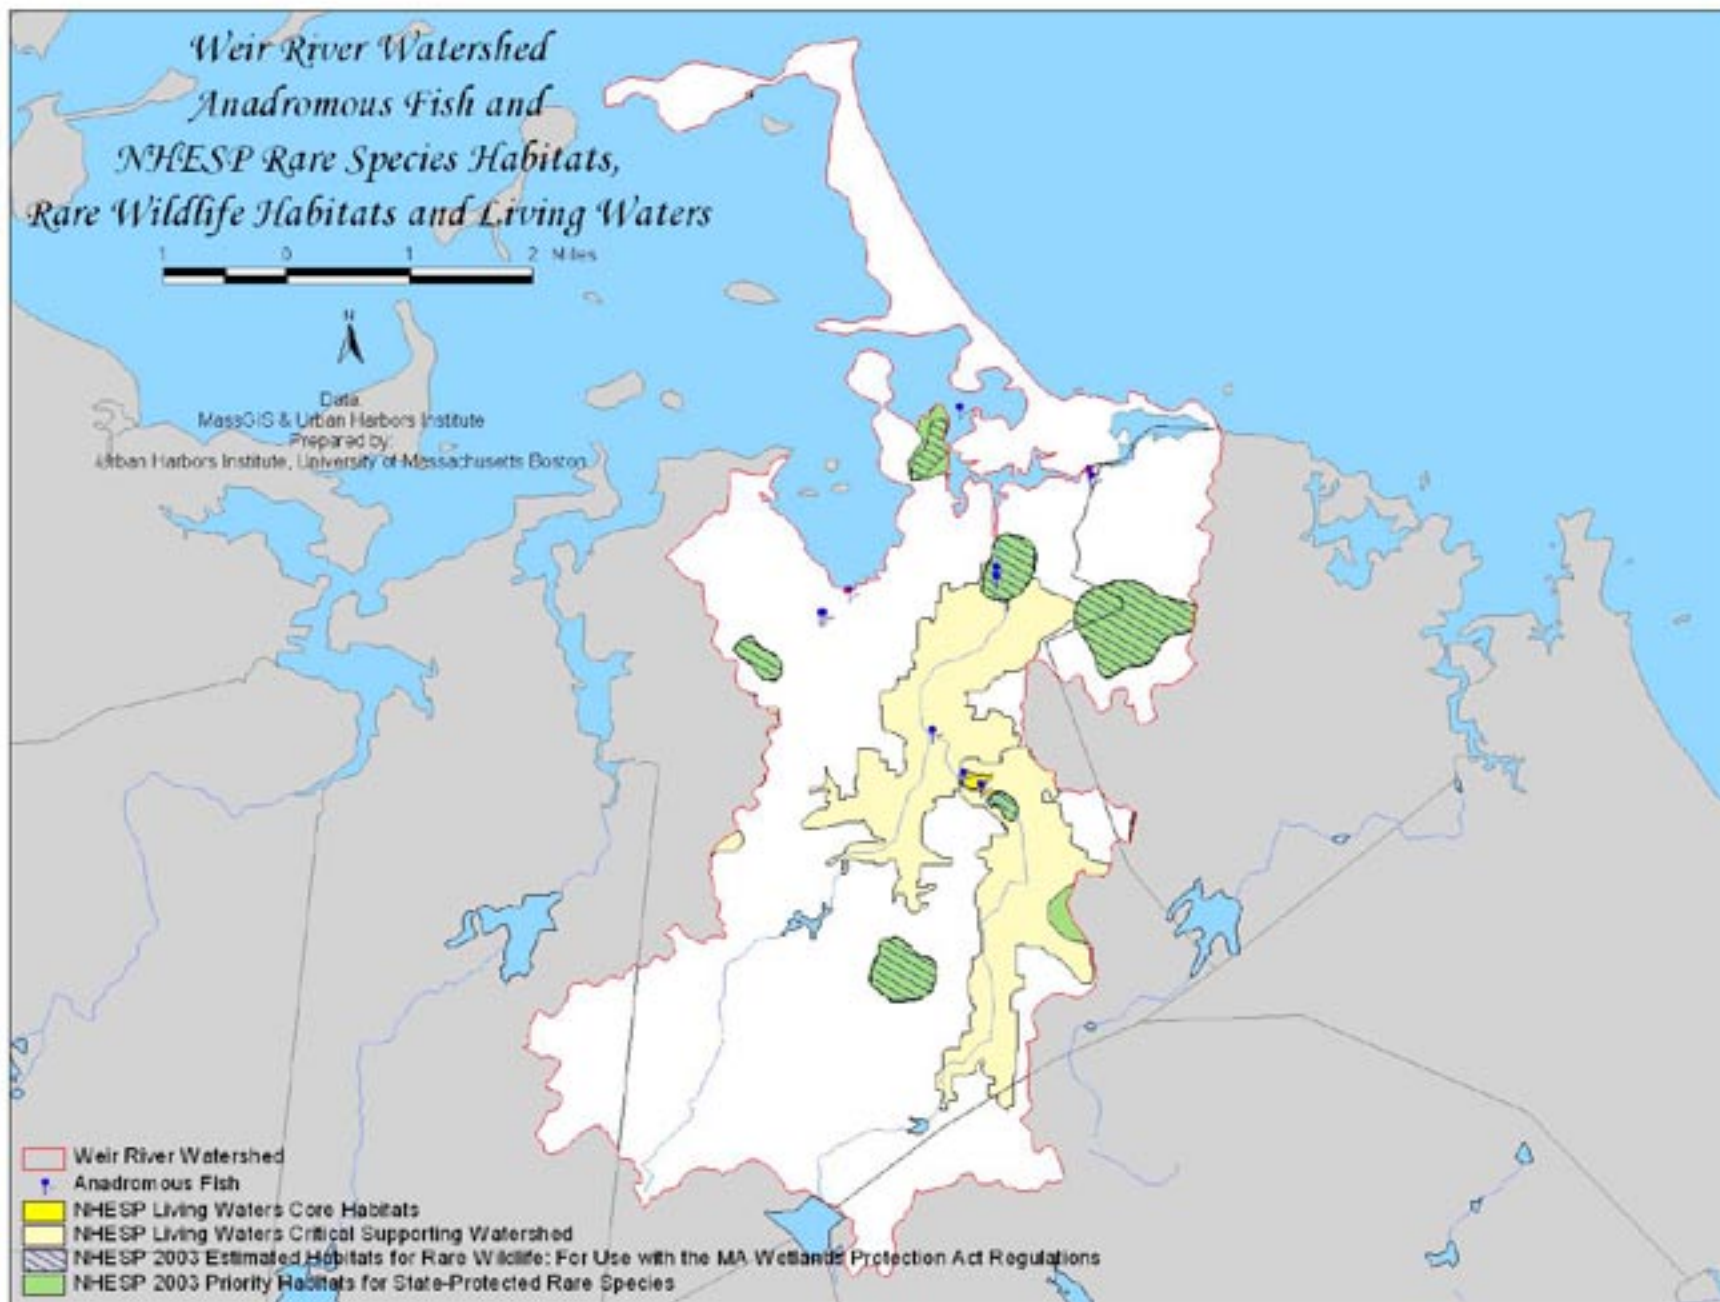 Weir River Watershed
Anadromous Fish and
NHESP Rare Species Habitats,
Rare Wildlife Habitats and Living Waters
1 0 1 2 Miles
N
Data:
MassGIS & Urban Harbors Institute
Prepared by:
Urban Harbors Institute, University of Massachusetts Boston
Weir River Watershed
Anadromous Fish
NHESP Living Waters Core Habitats
NHESP Living Waters Critical Supporting Watershed
NHESP 2003 Estimated Habitats for Rare Wildlife: For Use with the MA Wetlands Protection Act Regulations
NHESP 2003 Priority Habitats for State-Protected Rare Species